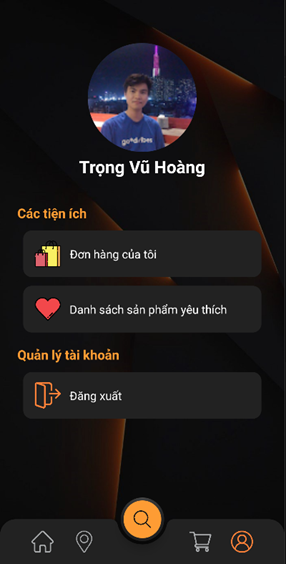 Trọng Vũ Hoàng
Các tiện ích
Đơn hàng của tôi
Danh sách sản phẩm yêu thích
Quản lý tài khoản
Đăng xuất